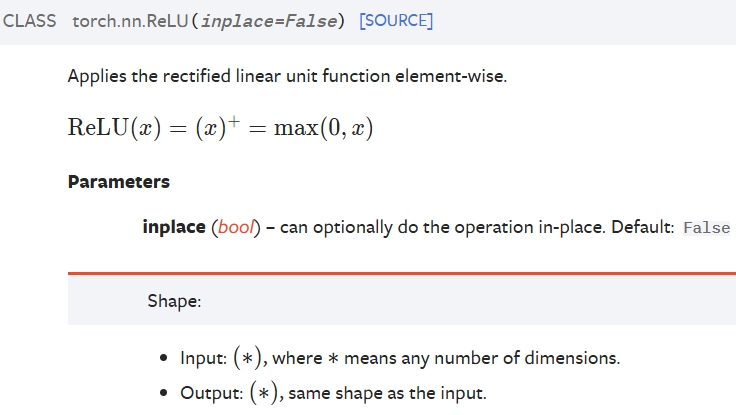 CLASS torch.nn.ReLU(inplace=False) [SOURCE]
Applies the rectified linear unit function element-wise.
ReLU(x) = (x)⁺ = max(0, x)
Parameters
inplace (bool) – can optionally do the operation in-place. Default: False
Shape:
• Input: (∗), where ∗ means any number of dimensions.
• Output: (∗), same shape as the input.